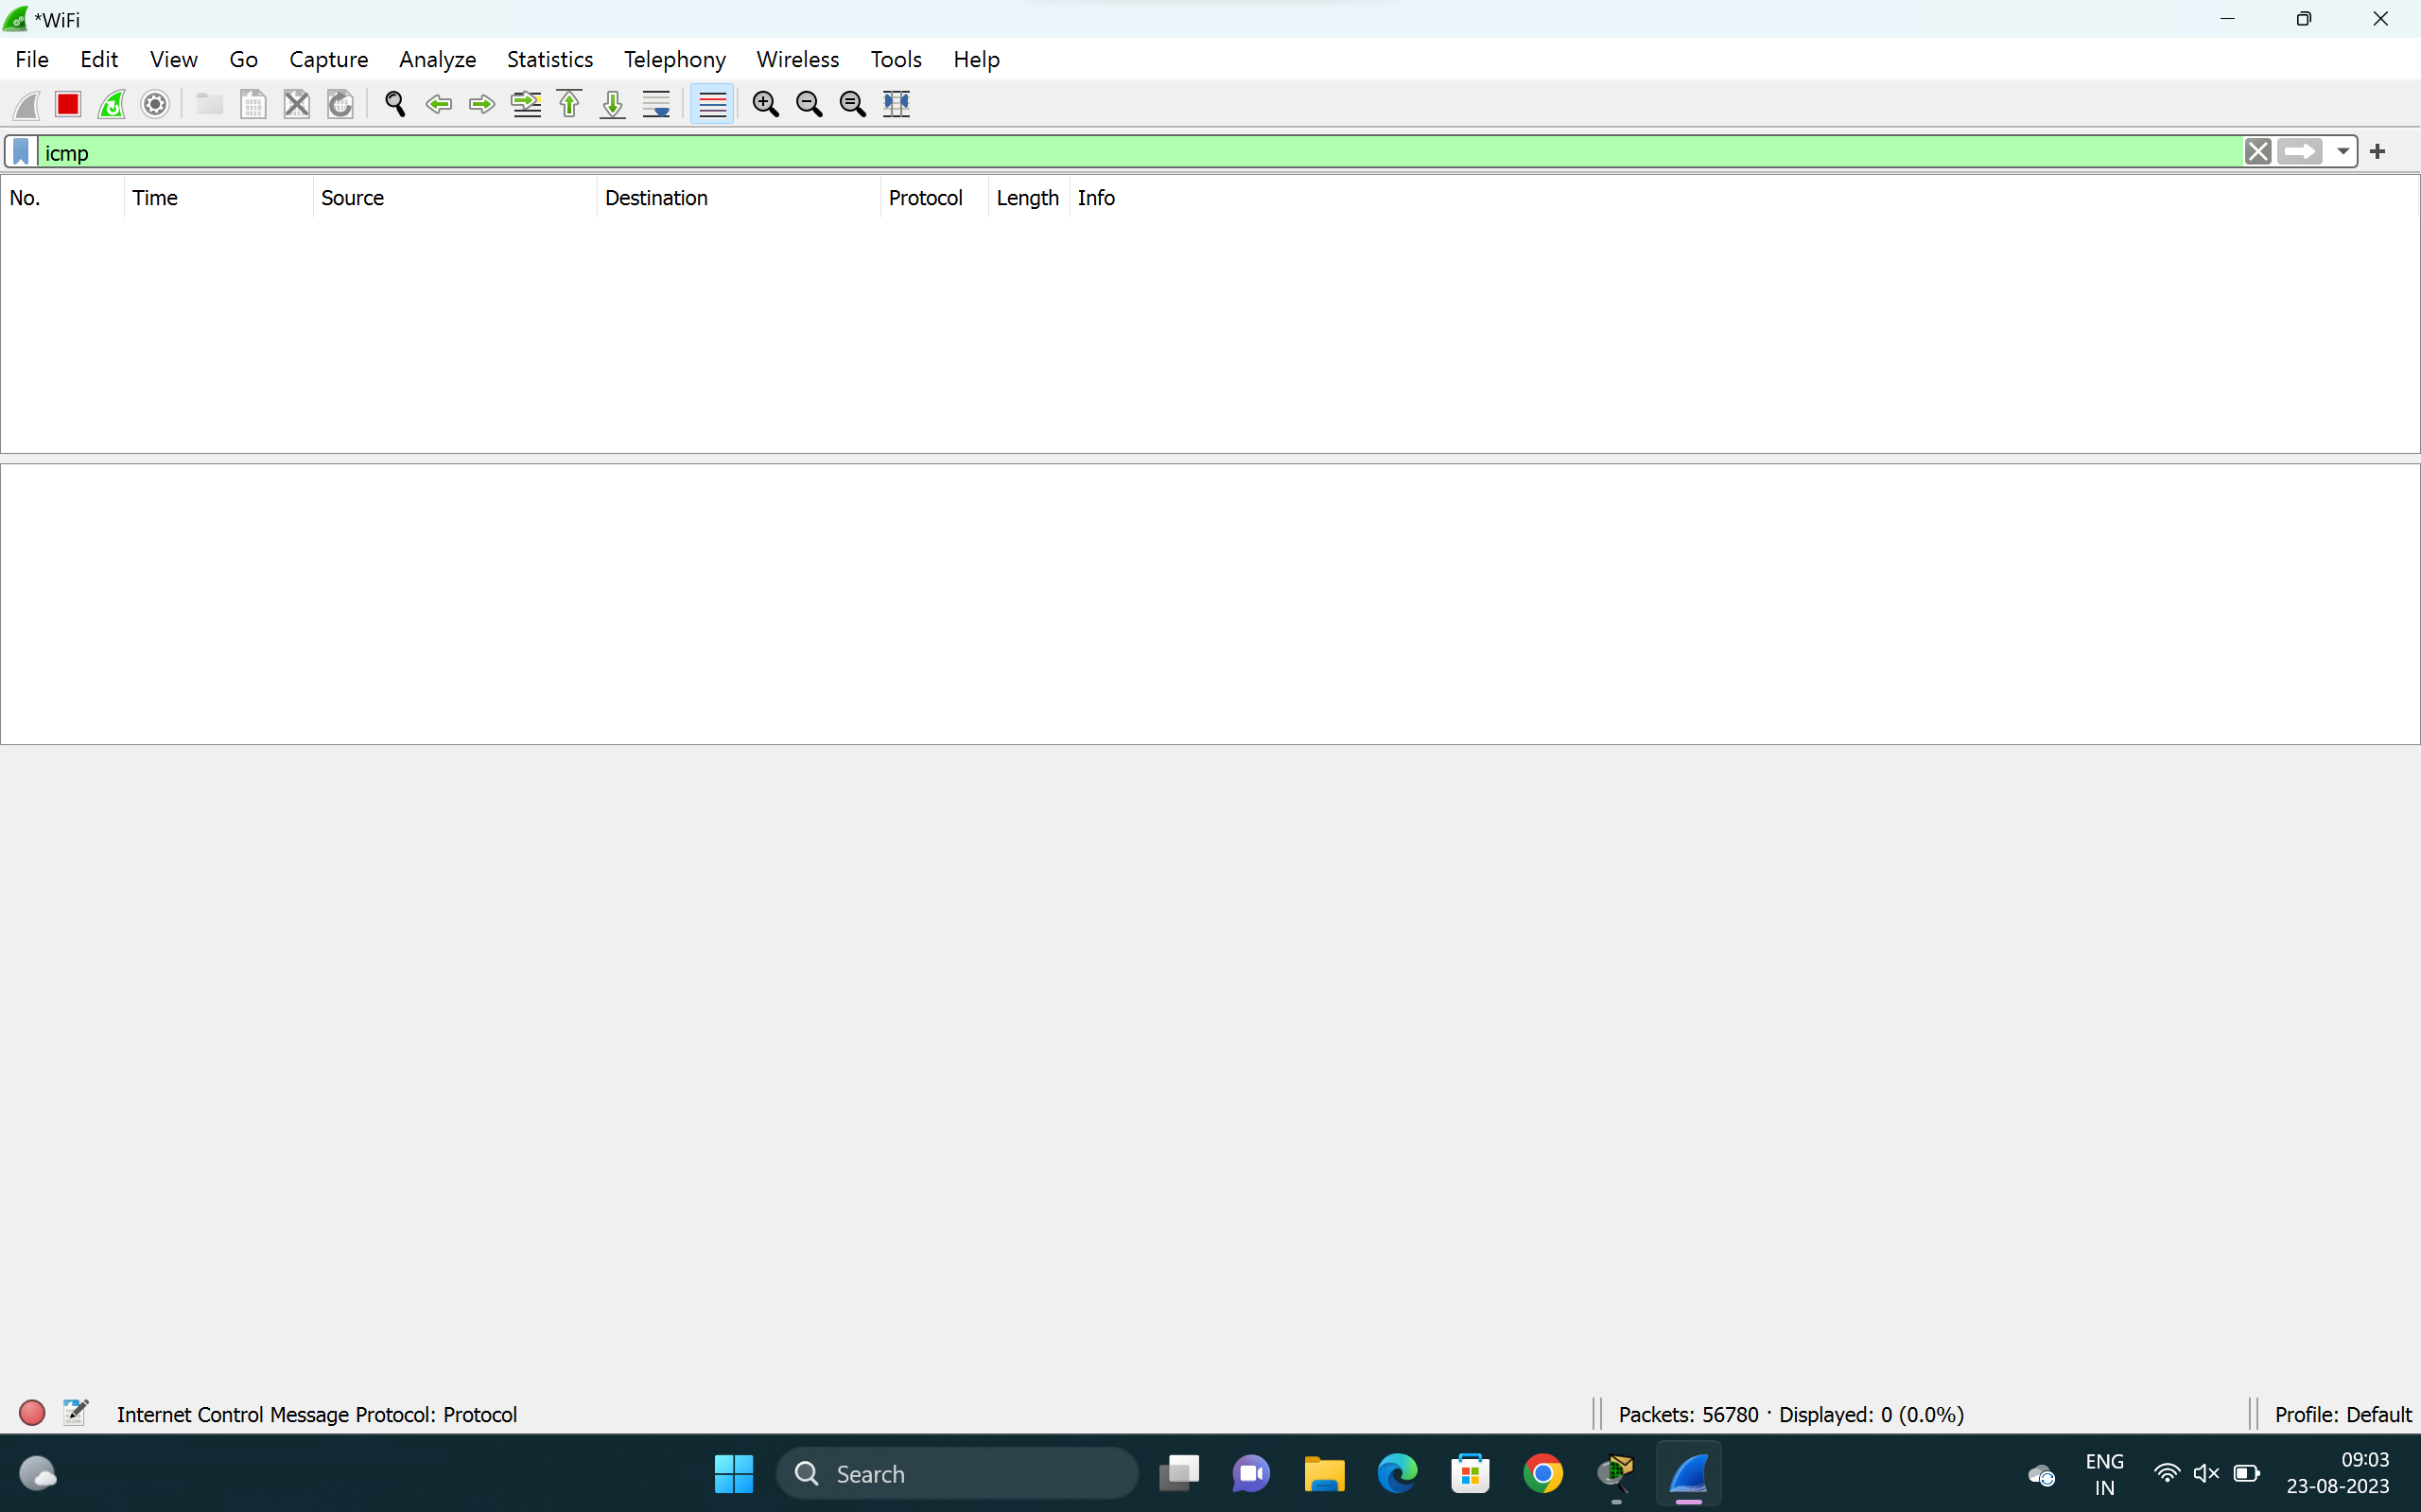 *WiFi
File Edit View Go Capture Analyze Statistics Telephony Wireless Tools Help
icmp
No. Time Source Destination Protocol Length Info
Internet Control Message Protocol: Protocol Packets: 56780 · Displayed: 0 (0.0%) Profile: Default
Search
ENG
IN
09:03
23-08-2023